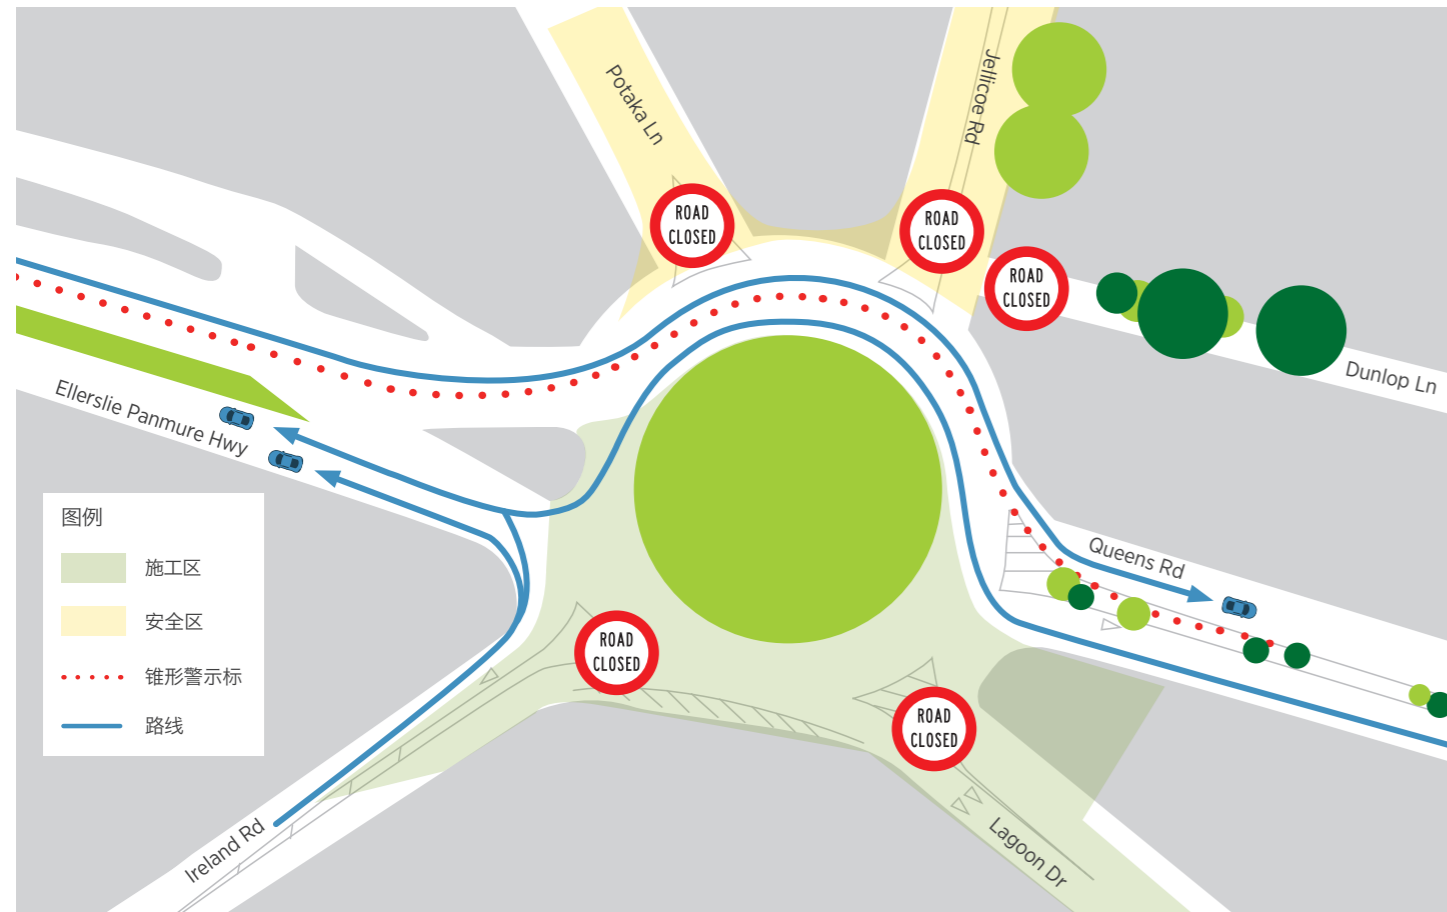 Potaka Ln
Jellicoe Rd
ROAD
CLOSED
ROAD
CLOSED
ROAD
CLOSED
Dunlop Ln
Ellerslie Panmure Hwy
图例
施工区
安全区
锥形警示标
路线
Queens Rd
ROAD
CLOSED
ROAD
CLOSED
Ireland Rd
Lagoon Dr